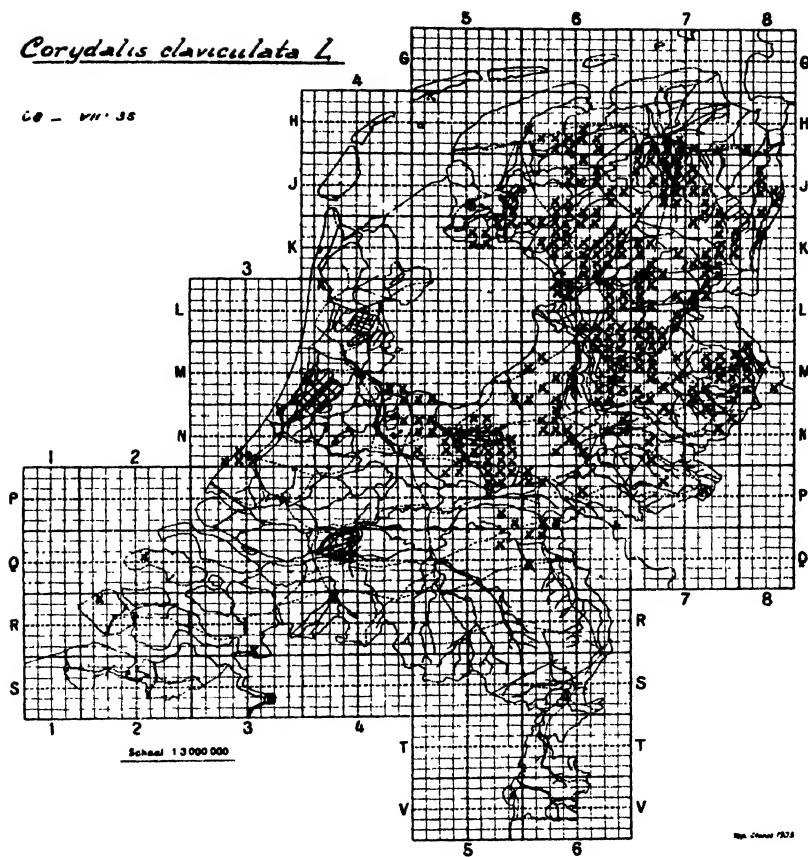 Corydalis claviculata L
5 6 7 8
G G
4
H H
J J
K K
3
L L
M M
N N
1 2
P P
Q Q
7 8
R R
S S
1 2 3 4
Schaal 1:3 000 000
T T
V V
5 6